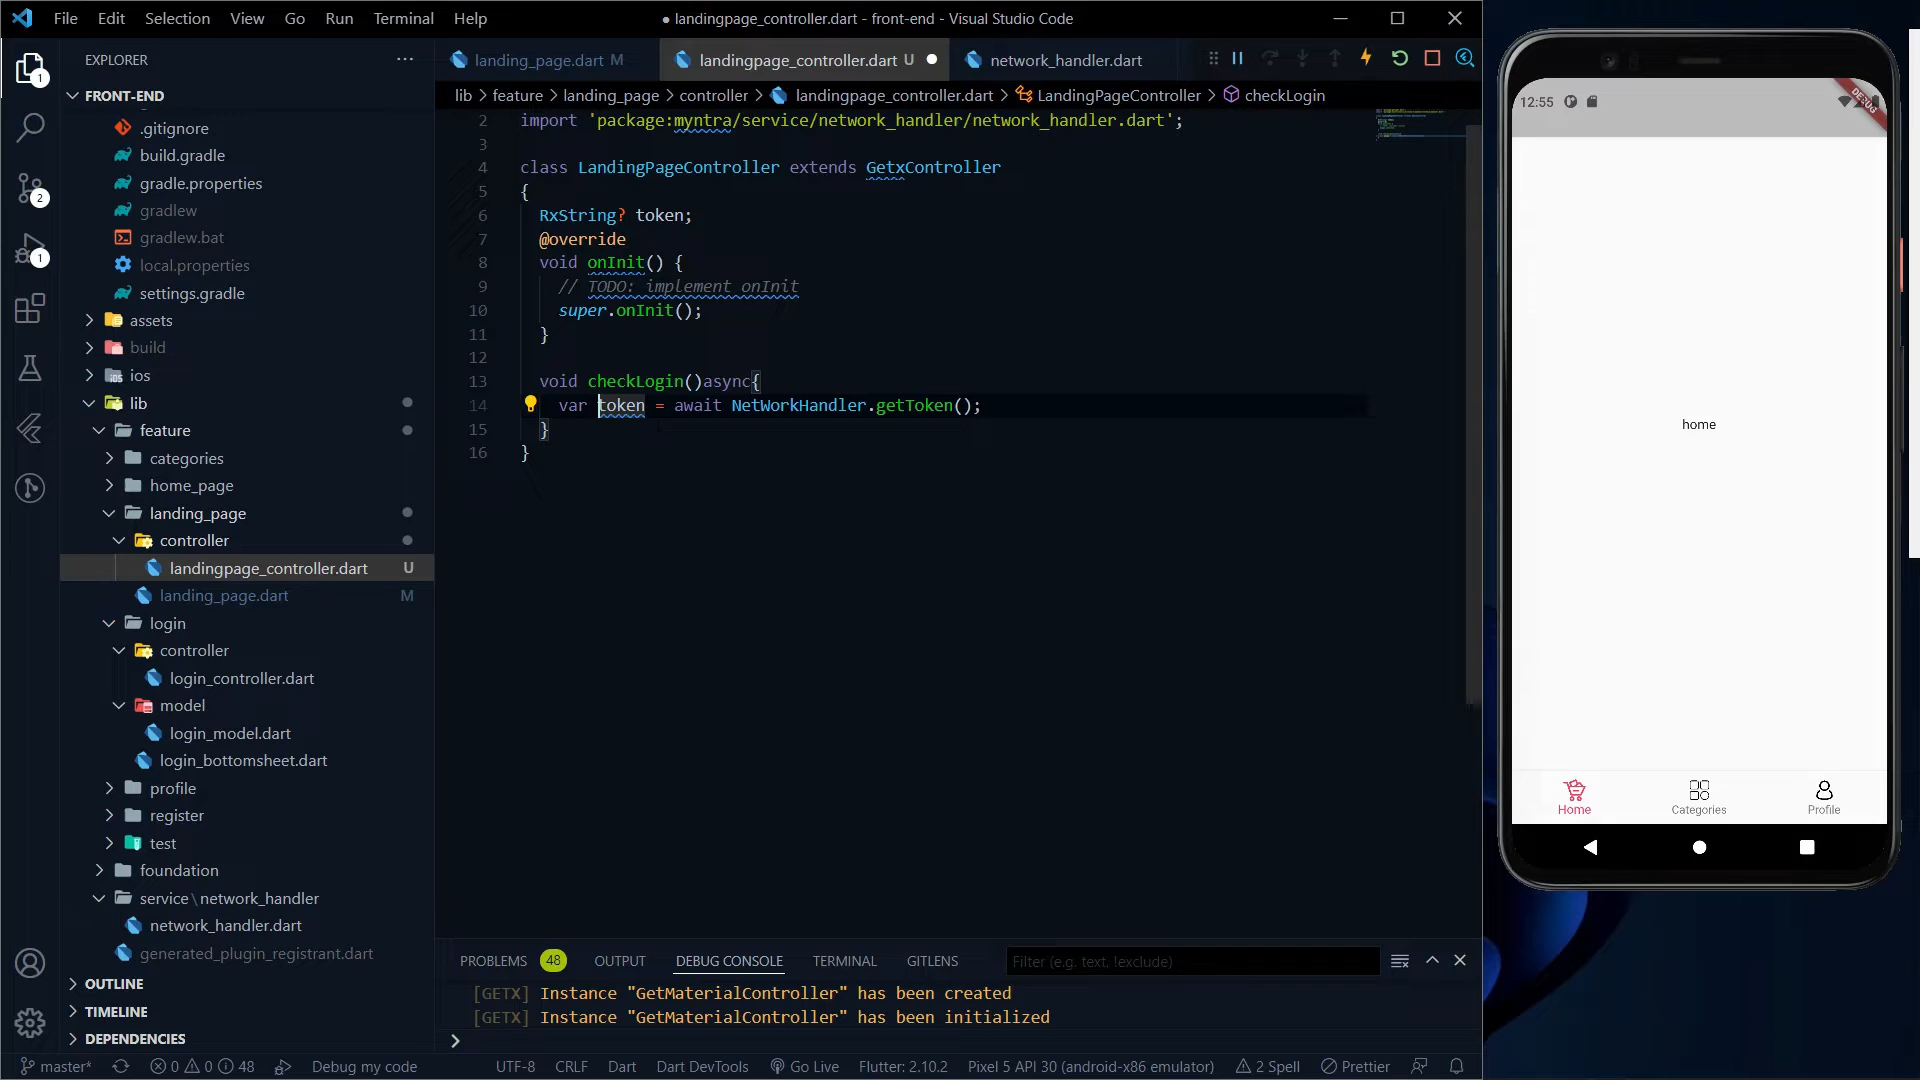 File Edit Selection View Go Run Terminal Help
● landingpage_controller.dart - front-end - Visual Studio Code
EXPLORER
FRONT-END
.gitignore
build.gradle
gradle.properties
gradlew
gradlew.bat
local.properties
settings.gradle
assets
build
ios
lib
feature
categories
home_page
landing_page
controller
landingpage_controller.dart U
landing_page.dart M
login
controller
login_controller.dart
model
login_model.dart
login_bottomsheet.dart
profile
register
test
foundation
service\network_handler
network_handler.dart
generated_plugin_registrant.dart
OUTLINE
TIMELINE
DEPENDENCIES
1
2
1
landing_page.dart M
landingpage_controller.dart U
network_handler.dart
lib > feature > landing_page > controller > landingpage_controller.dart > LandingPageController > checkLogin
2 import 'package:myntra/service/network_handler/network_handler.dart';
3
4 class LandingPageController extends GetxController
5 {
6 RxString? token;
7 @override
8 void onInit() {
9 // TODO: implement onInit
10 super.onInit();
11 }
12
13 void checkLogin()async{
14 var token = await NetWorkHandler.getToken();
15 }
16 }
PROBLEMS 48 OUTPUT DEBUG CONSOLE TERMINAL GITLENS
Filter (e.g. text, !exclude)
[GETX] Instance "GetMaterialController" has been created
[GETX] Instance "GetMaterialController" has been initialized
master* 0 0 48 Debug my code UTF-8 CRLF Dart Dart DevTools Go Live Flutter: 2.10.2 Pixel 5 API 30 (android-x86 emulator) 2 Spell Prettier
12:55
DEBUG
home
Home Categories Profile